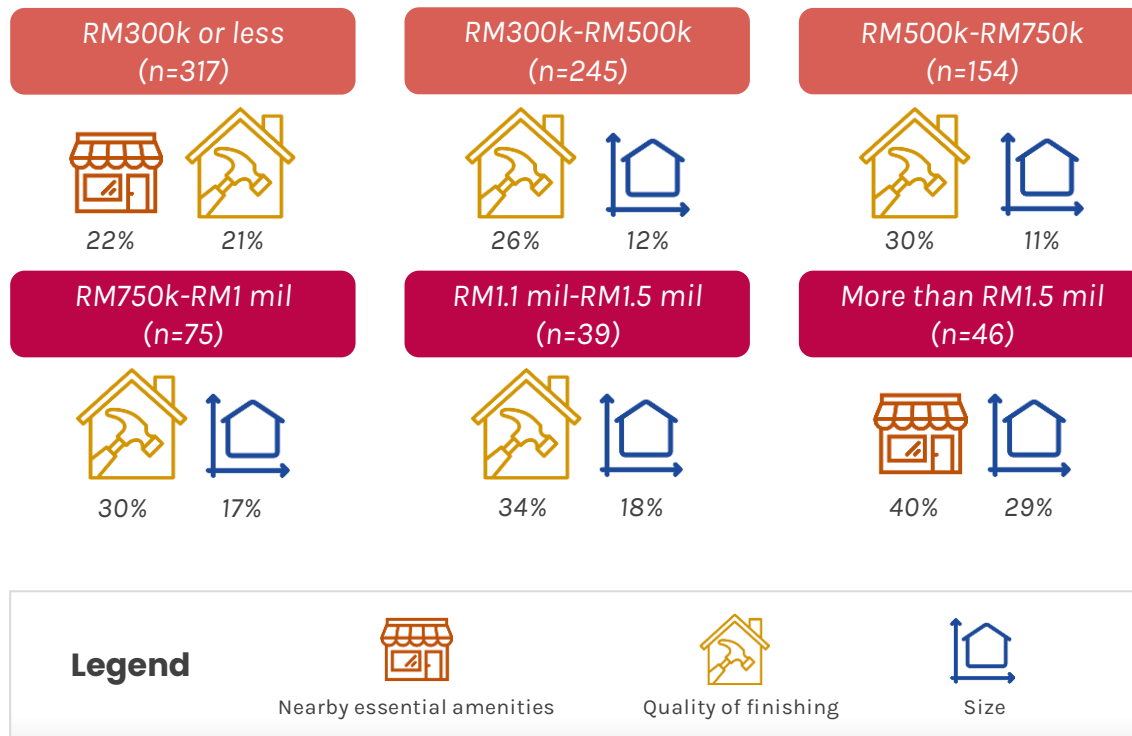 RM300k or less
(n=317)
RM300k-RM500k
(n=245)
RM500k-RM750k
(n=154)
22%
21%
26%
12%
30%
11%
RM750k-RM1 mil
(n=75)
RM1.1 mil-RM1.5 mil
(n=39)
More than RM1.5 mil
(n=46)
30%
17%
34%
18%
40%
29%
Legend
Nearby essential amenities
Quality of finishing
Size